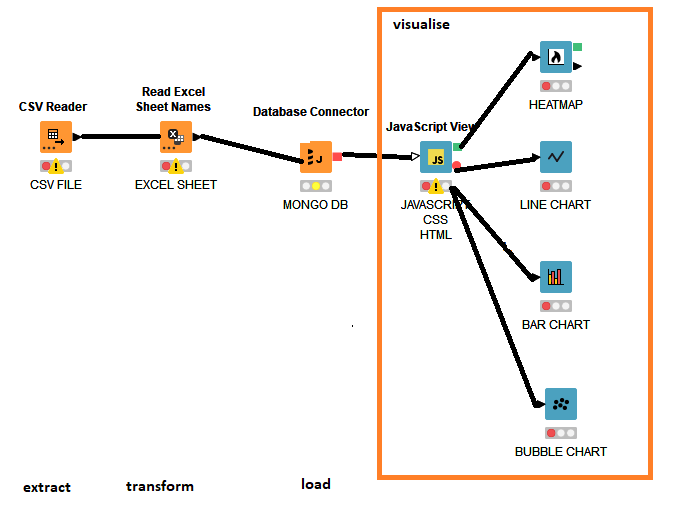 visualise
CSV Reader
CSV FILE
Read Excel
Sheet Names
X
EXCEL SHEET
Database Connector
J
MONGO DB
JavaScript View
JS
JAVASCRIPT
CSS
HTML
HEATMAP
LINE CHART
BAR CHART
BUBBLE CHART
extract
transform
load